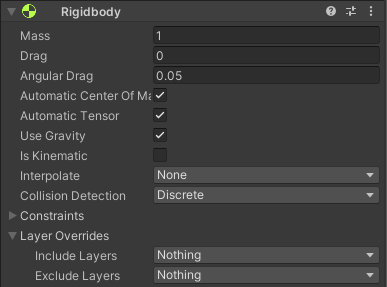 Rigidbody
Mass 1
Drag 0
Angular Drag 0.05
Automatic Center Of Ma
Automatic Tensor
Use Gravity
Is Kinematic
Interpolate None
Collision Detection Discrete
Constraints
Layer Overrides
Include Layers Nothing
Exclude Layers Nothing